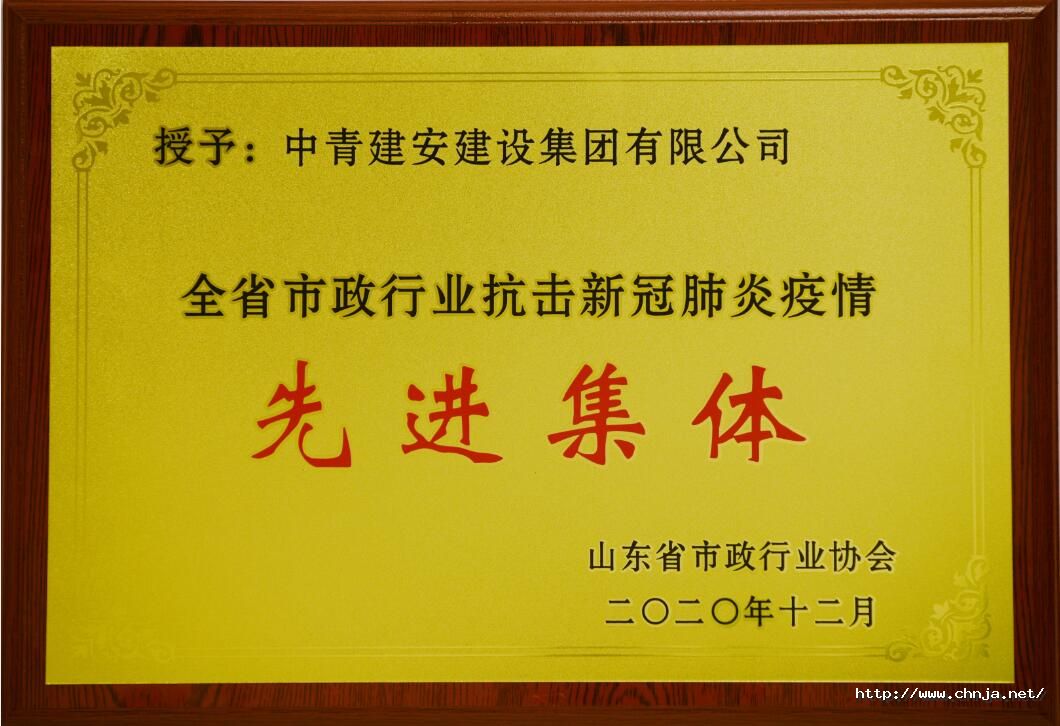 授予：中青建安建设集团有限公司
全省市政行业抗击新冠肺炎疫情
先进集体
山东省市政行业协会
二〇二〇年十二月
http://www.chnja.net/